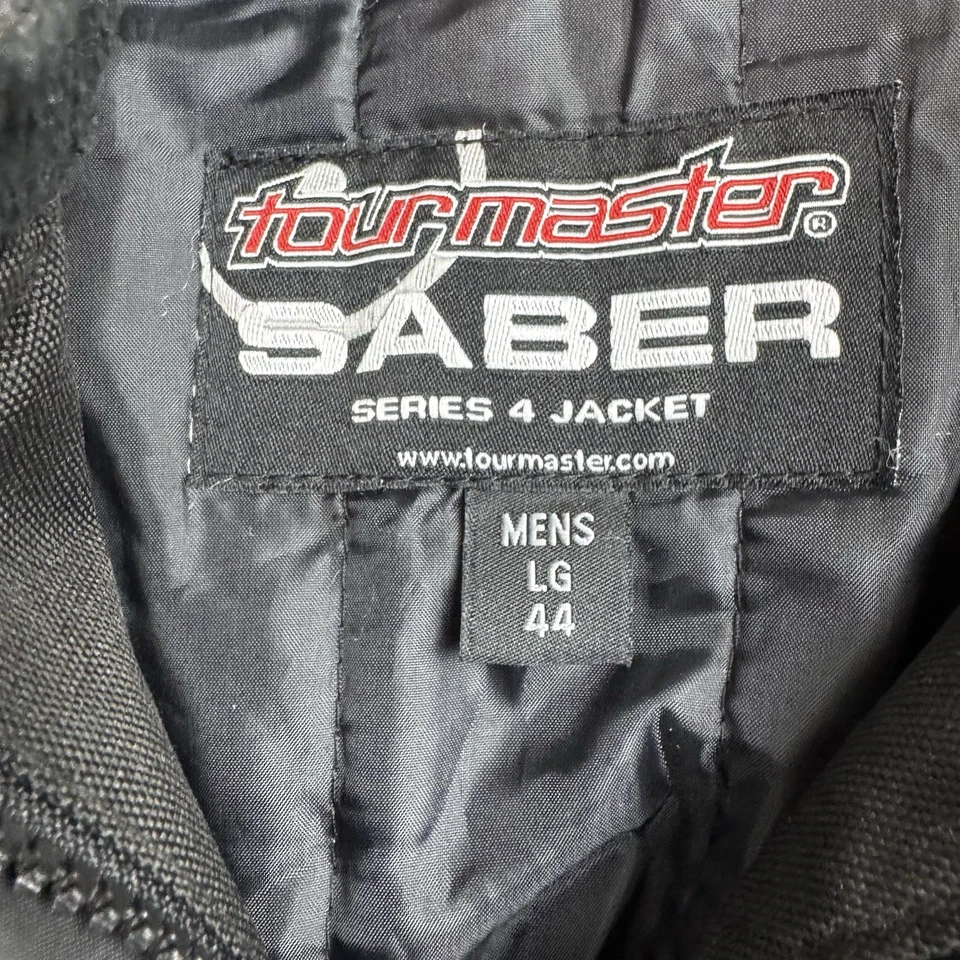 tourmaster®
SABER
SERIES 4 JACKET
www.tourmaster.com
MENS
LG
44